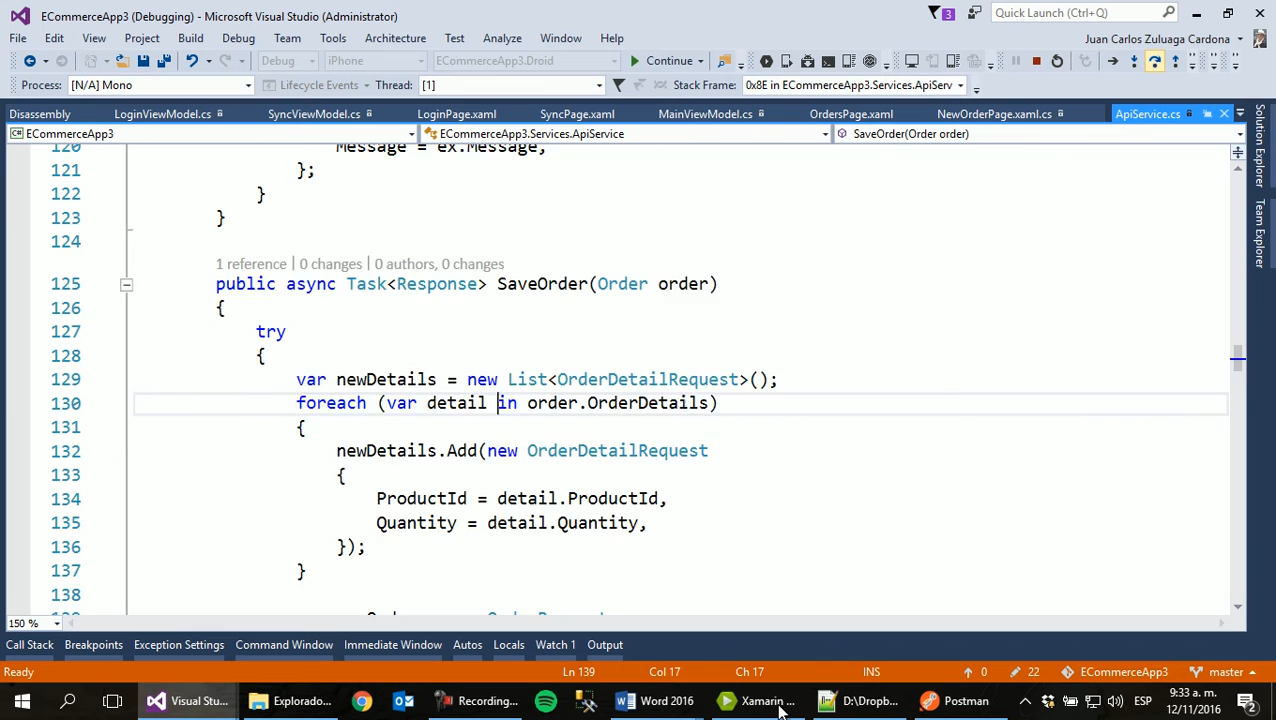 ECommerceApp3 (Debugging) - Microsoft Visual Studio (Administrator)
3
Quick Launch (Ctrl+Q)
File Edit View Project Build Debug Team Tools Architecture Test Analyze Window Help
Juan Carlos Zuluaga Cardona
Debug iPhone ECommerceApp3.Droid Continue
Process: [N/A] Mono Lifecycle Events Thread: [1] Stack Frame: 0x8E in ECommerceApp3.Services.ApiServ
Disassembly LoginViewModel.cs SyncViewModel.cs LoginPage.xaml SyncPage.xaml MainViewModel.cs OrdersPage.xaml NewOrderPage.xaml.cs ApiService.cs
ECommerceApp3 ECommerceApp3.Services.ApiService SaveOrder(Order order)
120 Message = ex.Message,
121 };
122 }
123 }
124
1 reference | 0 changes | 0 authors, 0 changes
125 public async Task<Response> SaveOrder(Order order)
126 {
127 try
128 {
129 var newDetails = new List<OrderDetailRequest>();
130 foreach (var detail in order.OrderDetails)
131 {
132 newDetails.Add(new OrderDetailRequest
133 {
134 ProductId = detail.ProductId,
135 Quantity = detail.Quantity,
136 });
137 }
138
Solution Explorer
Team Explorer
150 %
Call Stack Breakpoints Exception Settings Command Window Immediate Window Autos Locals Watch 1 Output
Ready Ln 139 Col 17 Ch 17 INS 0 22 ECommerceApp3 master
Visual Stu... Explorado... Recording... Word 2016 Xamarin ... D:\Dropb... Postman ESP 9:33 a. m.
12/11/2016
2